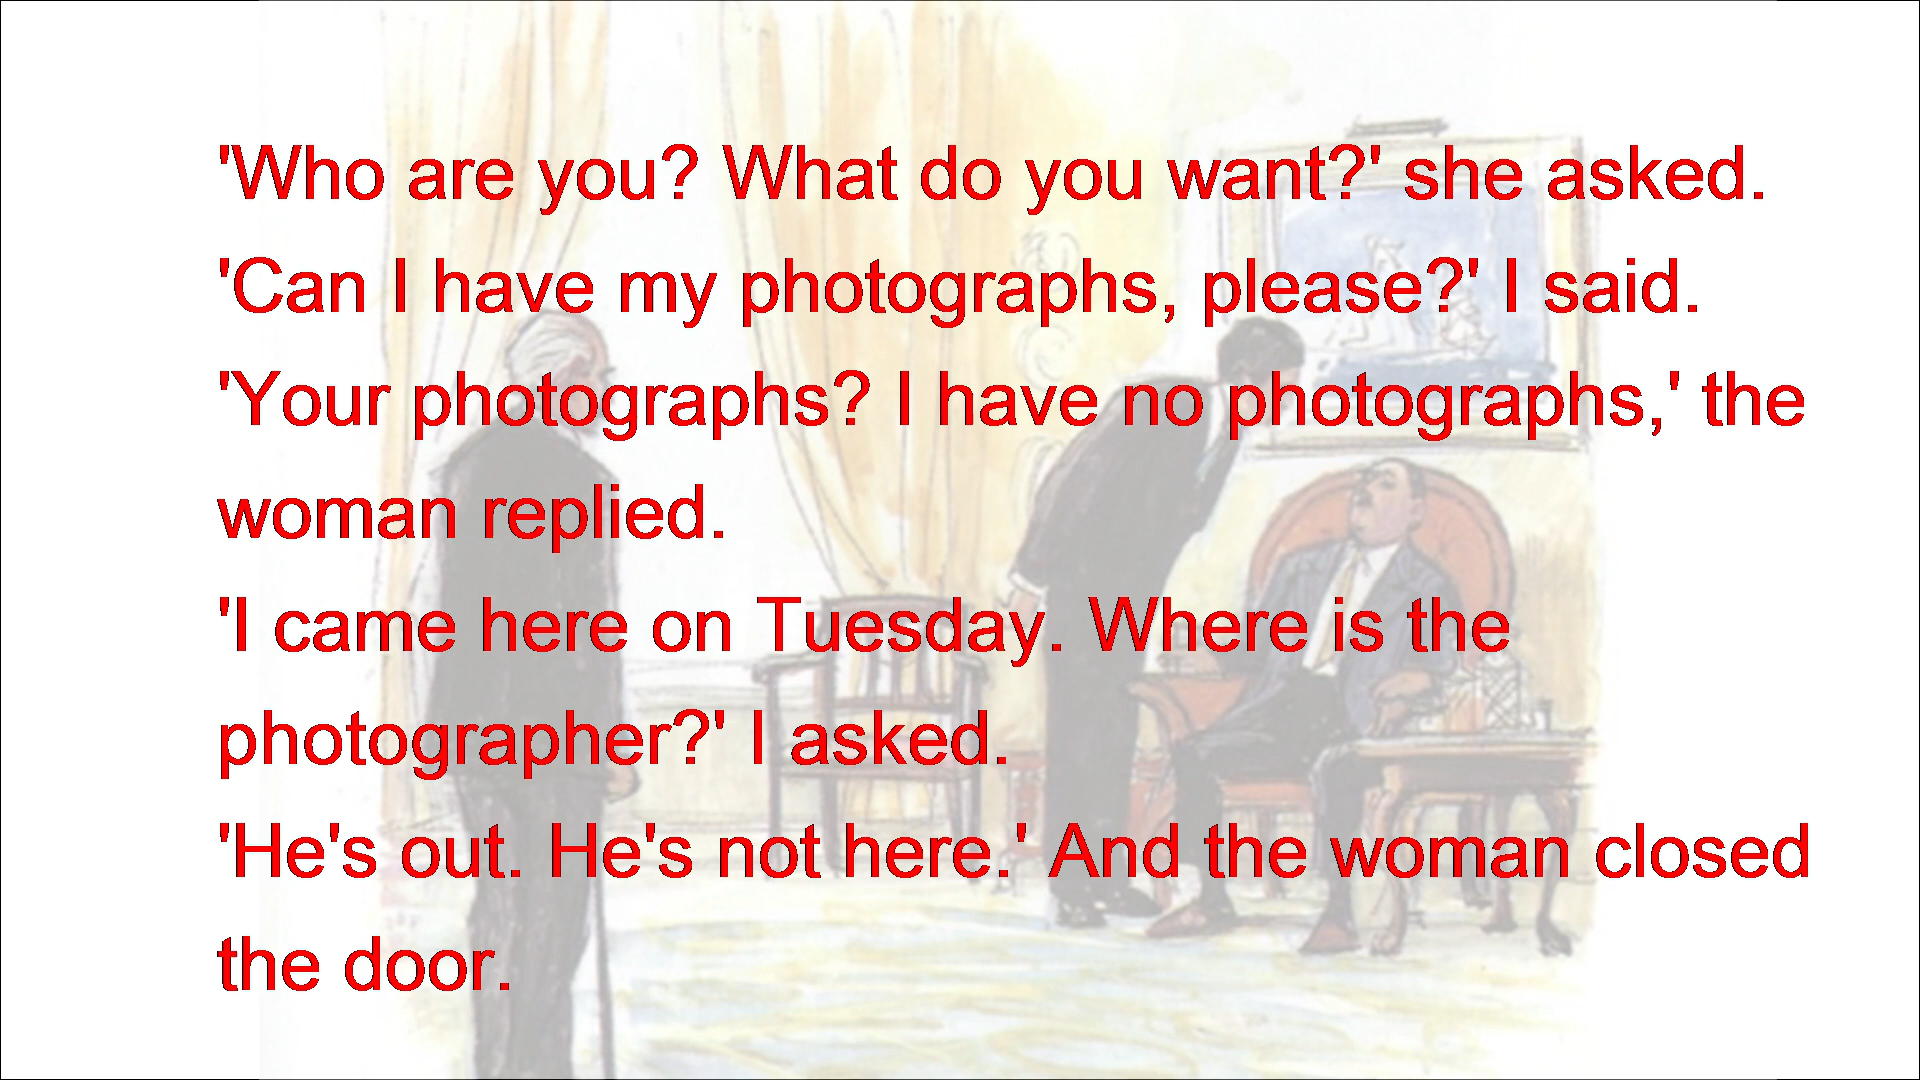 'Who are you? What do you want?' she asked.
'Can I have my photographs, please?' I said.
'Your photographs? I have no photographs,' the
woman replied.
'I came here on Tuesday. Where is the
photographer?' I asked.
'He's out. He's not here.' And the woman closed
the door.